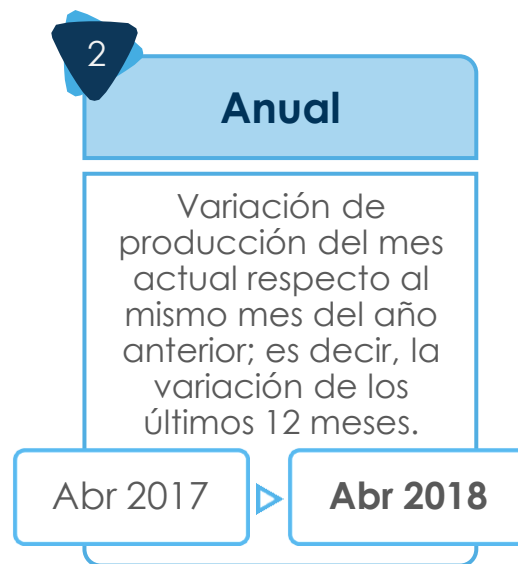 2
Anual
Variación de
producción del mes
actual respecto al
mismo mes del año
anterior; es decir, la
variación de los
últimos 12 meses.
Abr 2017
Abr 2018